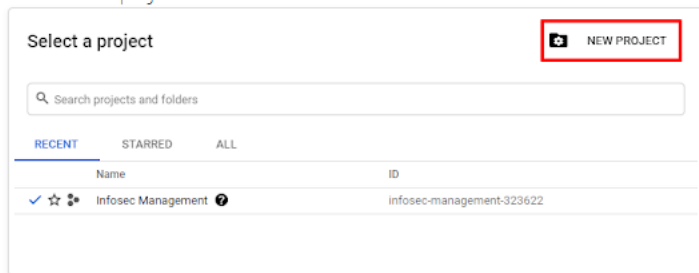 Select a project
NEW PROJECT
Search projects and folders
RECENT STARRED ALL
Name ID
Infosec Management infosec-management-323622